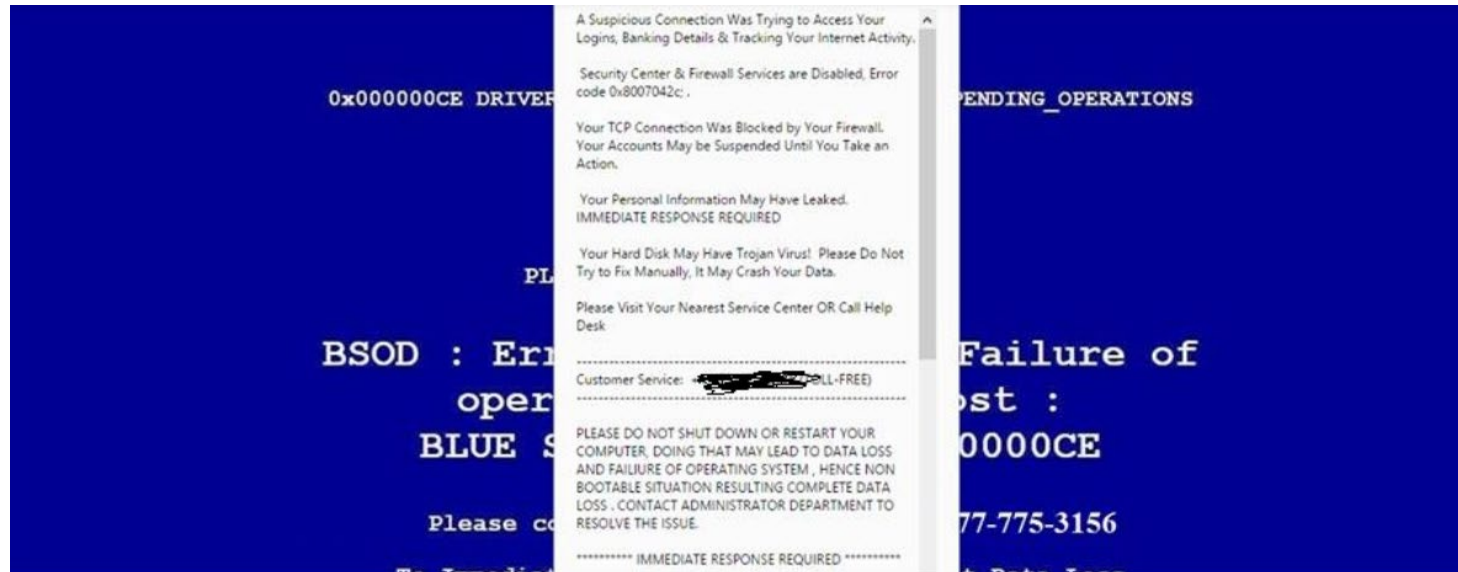 A Suspicious Connection Was Trying to Access Your
Logins, Banking Details & Tracking Your Internet Activity.
Security Center & Firewall Services are Disabled, Error
code 0x8007042c; .
0x000000CE DRIVER
PENDING_OPERATIONS
Your TCP Connection Was Blocked by Your Firewall.
Your Accounts May be Suspended Until You Take an
Action.
Your Personal Information May Have Leaked.
IMMEDIATE RESPONSE REQUIRED
Your Hard Disk May Have Trojan Virus! Please Do Not
Try to Fix Manually, It May Crash Your Data.
PL
Please Visit Your Nearest Service Center OR Call Help
Desk
BSOD : Err
Failure of
Customer Service:
LL-FREE)
oper
ost :
PLEASE DO NOT SHUT DOWN OR RESTART YOUR
COMPUTER, DOING THAT MAY LEAD TO DATA LOSS
AND FAILIURE OF OPERATING SYSTEM , HENCE NON
BOOTABLE SITUATION RESULTING COMPLETE DATA
LOSS . CONTACT ADMINISTRATOR DEPARTMENT TO
RESOLVE THE ISSUE.
BLUE S
0000CE
Please co
77-775-3156
********** IMMEDIATE RESPONSE REQUIRED **********